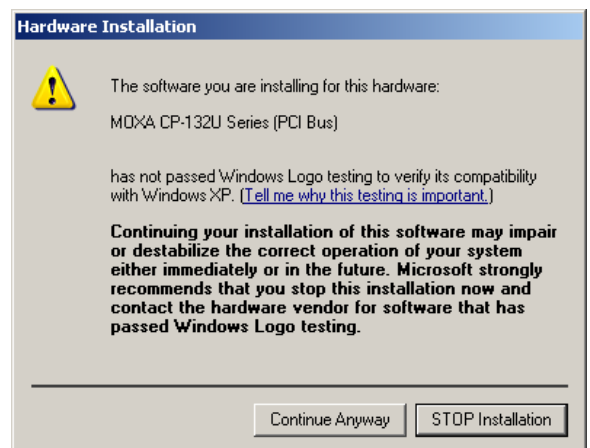 Hardware Installation
The software you are installing for this hardware:
MOXA CP-132U Series (PCI Bus)
has not passed Windows Logo testing to verify its compatibility
with Windows XP. (Tell me why this testing is important.)
Continuing your installation of this software may impair
or destabilize the correct operation of your system
either immediately or in the future. Microsoft strongly
recommends that you stop this installation now and
contact the hardware vendor for software that has
passed Windows Logo testing.
Continue Anyway STOP Installation